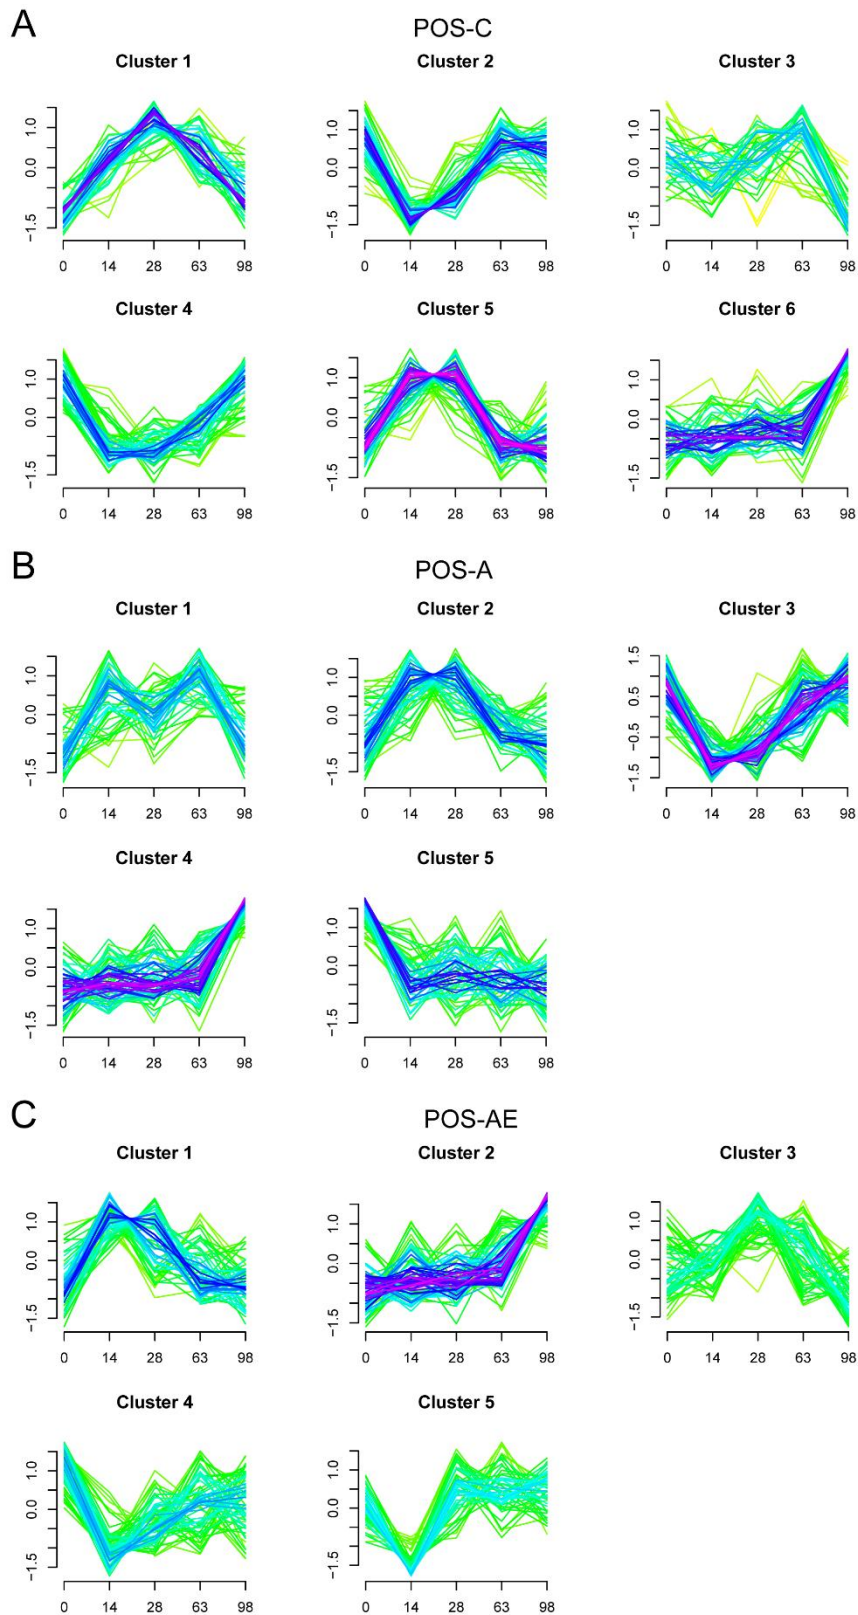 A
POS-C
Cluster 1 Cluster 2 Cluster 3
1.0 1.0 1.0
0.0 0.0 0.0
−1.5 −1.5 −1.5
0 14 28 63 98 0 14 28 63 98 0 14 28 63 98
Cluster 4 Cluster 5 Cluster 6
1.0 1.0 1.0
0.0 0.0 0.0
−1.5 −1.5 −1.5
0 14 28 63 98 0 14 28 63 98 0 14 28 63 98
B
POS-A
Cluster 1 Cluster 2 Cluster 3
1.0 1.0 1.5
0.0 0.0 0.5
−1.5 −1.5 −0.5
−1.5
0 14 28 63 98 0 14 28 63 98 0 14 28 63 98
Cluster 4 Cluster 5
1.0 1.0
0.0 0.0
−1.5 −1.5
0 14 28 63 98 0 14 28 63 98
C
POS-AE
Cluster 1 Cluster 2 Cluster 3
1.0 1.0 1.0
0.0 0.0 0.0
−1.5 −1.5 −1.5
0 14 28 63 98 0 14 28 63 98 0 14 28 63 98
Cluster 4 Cluster 5
1.0 1.0
0.0 0.0
−1.5 −1.5
0 14 28 63 98 0 14 28 63 98